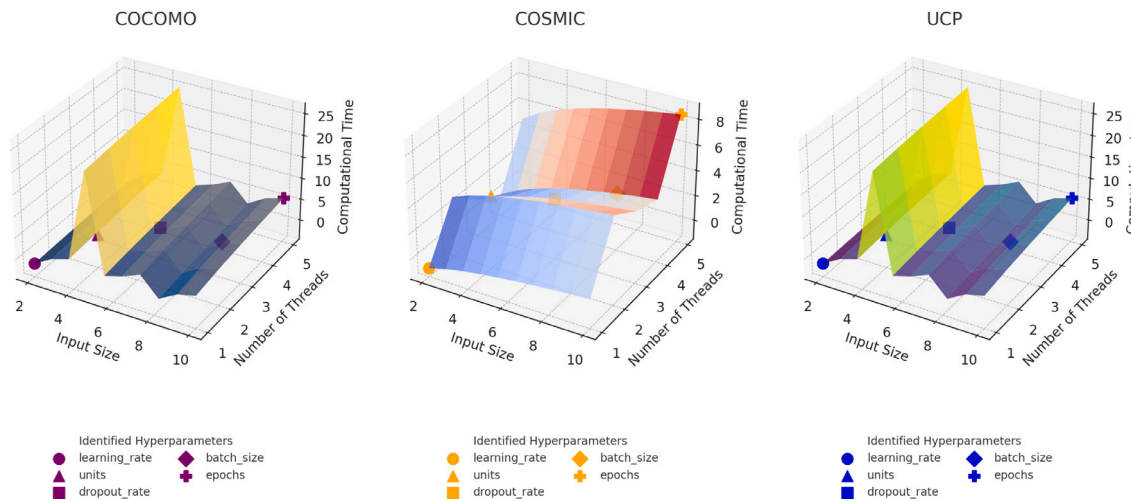 COCOMO
COSMIC
UCP
25
20
15
10
5
0
Computational Time
2
4
6
8
10
Input Size
1
2
3
4
5
Number of Threads
8
6
4
2
0
Computational Time
2
4
6
8
10
Input Size
1
2
3
4
5
Number of Threads
25
20
15
10
5
0
2
4
6
8
10
Input Size
1
2
3
4
5
Number of Threads
Identified Hyperparameters
learning_rate batch_size
units epochs
dropout_rate
Identified Hyperparameters
learning_rate batch_size
units epochs
dropout_rate
Identified Hyperparameters
learning_rate batch_size
units epochs
dropout_rate